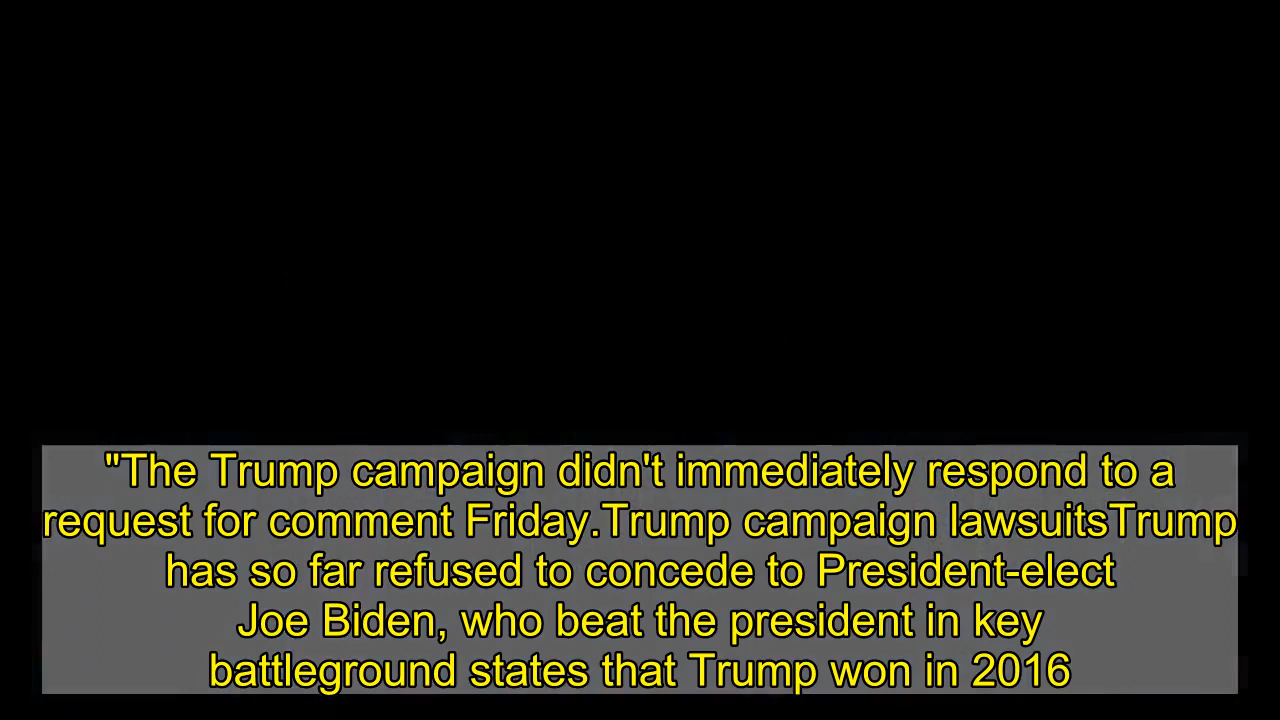 "The Trump campaign didn't immediately respond to a
request for comment Friday.Trump campaign lawsuitsTrump
has so far refused to concede to President-elect
Joe Biden, who beat the president in key
battleground states that Trump won in 2016